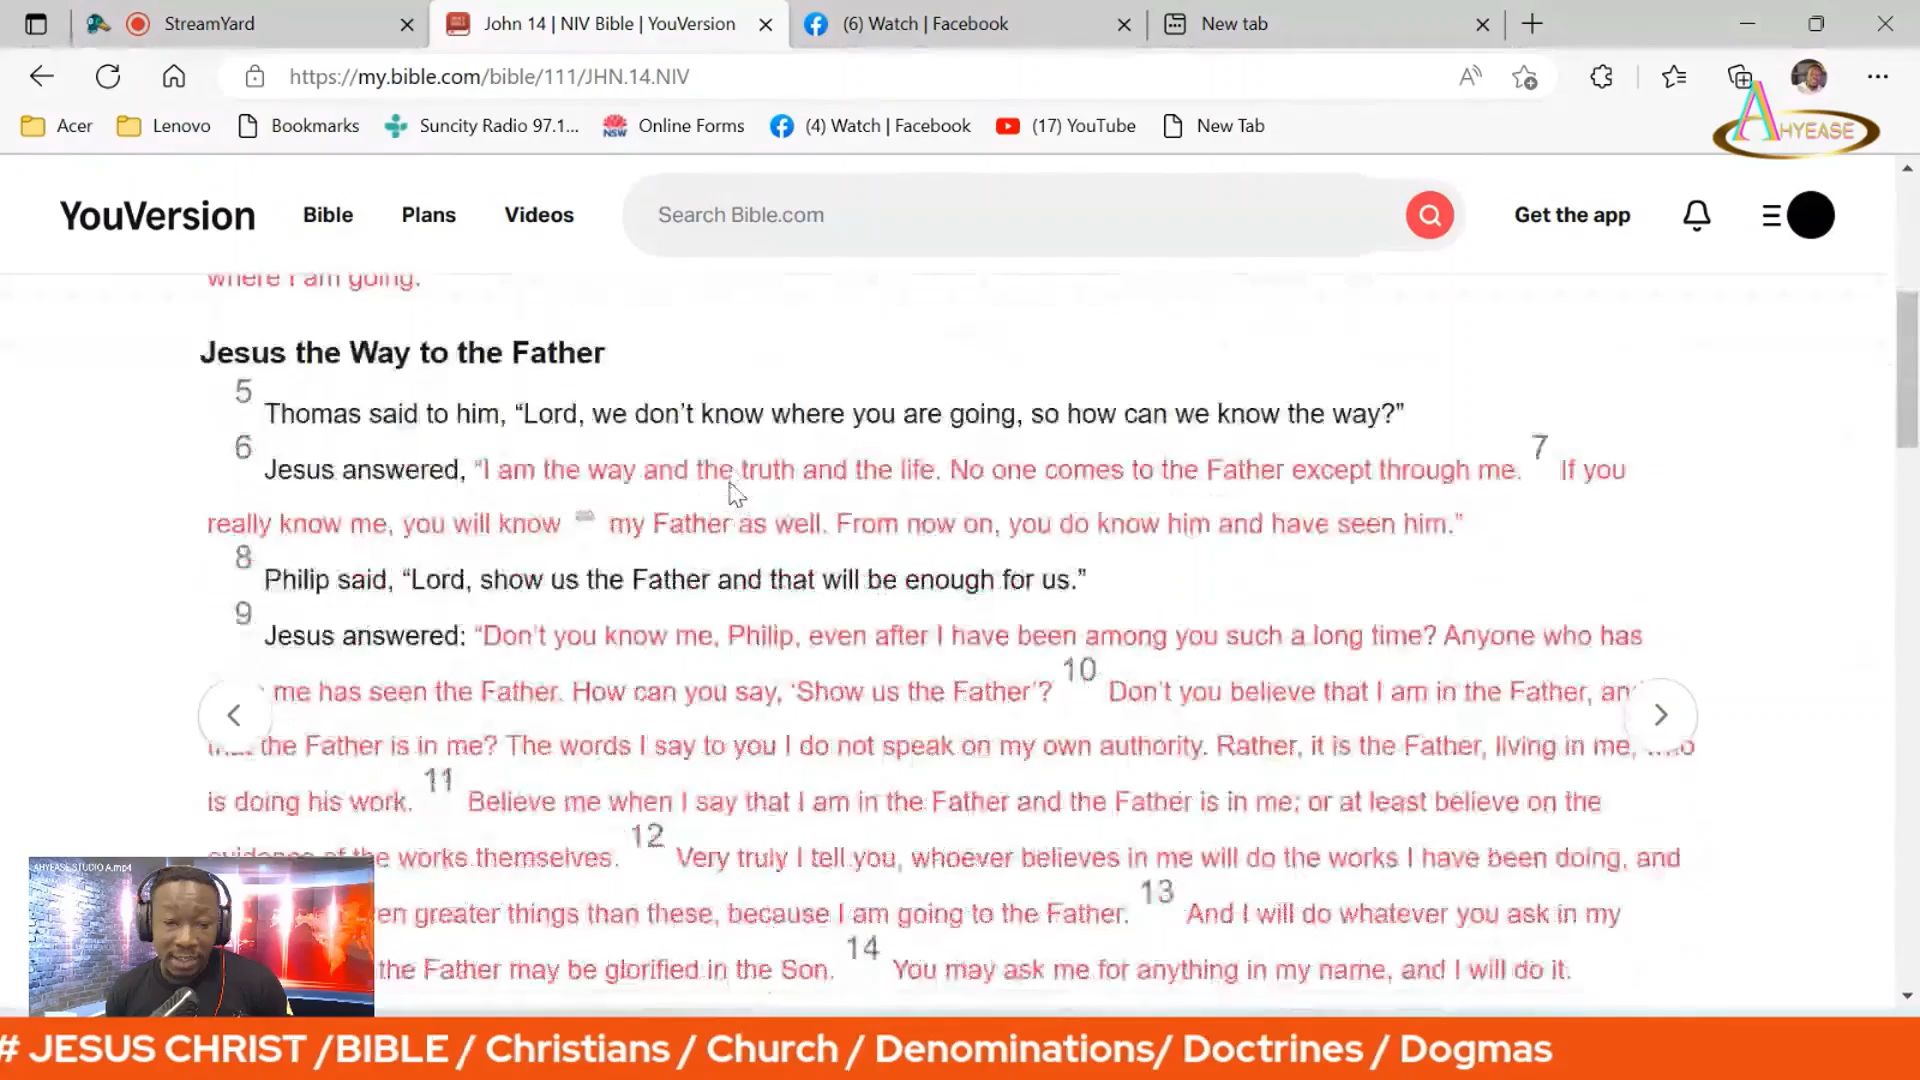 StreamYard
John 14 | NIV Bible | YouVersion
(6) Watch | Facebook
New tab
https://my.bible.com/bible/111/JHN.14.NIV
Acer
Lenovo
Bookmarks
Suncity Radio 97.1...
Online Forms
(4) Watch | Facebook
(17) YouTube
New Tab
AHYEASE
YouVersion
Bible
Plans
Videos
Search Bible.com
Get the app
where I am going.
Jesus the Way to the Father
5 Thomas said to him, “Lord, we don’t know where you are going, so how can we know the way?”
6 Jesus answered, “I am the way and the truth and the life. No one comes to the Father except through me. 7 If you
really know me, you will know my Father as well. From now on, you do know him and have seen him.”
8 Philip said, “Lord, show us the Father and that will be enough for us.”
9 Jesus answered: “Don’t you know me, Philip, even after I have been among you such a long time? Anyone who has
me has seen the Father. How can you say, ‘Show us the Father’? 10 Don’t you believe that I am in the Father, and
that the Father is in me? The words I say to you I do not speak on my own authority. Rather, it is the Father, living in me, who
is doing his work. 11 Believe me when I say that I am in the Father and the Father is in me; or at least believe on the
evidence of the works themselves. 12 Very truly I tell you, whoever believes in me will do the works I have been doing, and
en greater things than these, because I am going to the Father. 13 And I will do whatever you ask in my
the Father may be glorified in the Son. 14 You may ask me for anything in my name, and I will do it.
AHYEASE STUDIO A.mp4
# JESUS CHRIST /BIBLE / Christians / Church / Denominations/ Doctrines / Dogmas